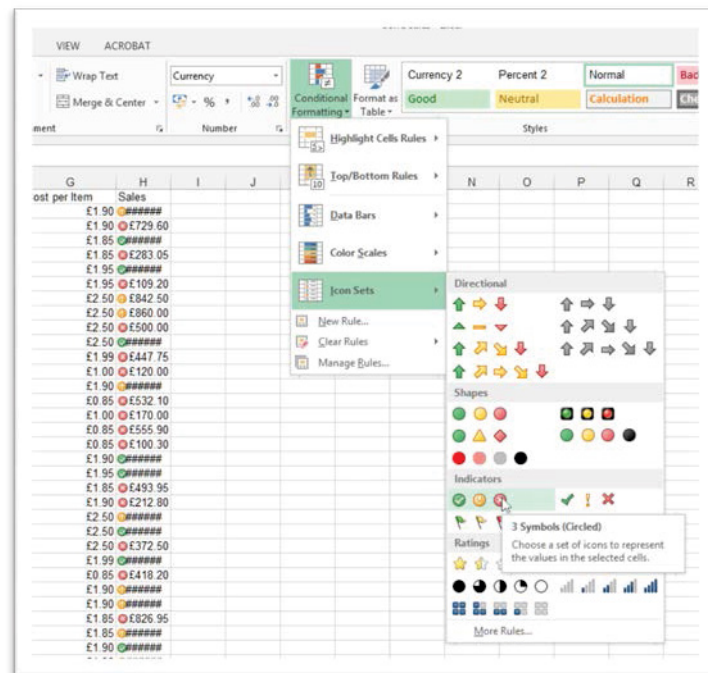 VIEW ACROBAT
Wrap Text Currency Currency 2 Percent 2 Normal Bad
Merge & Center % Conditional Formatting Format as Table Good Neutral Calculation Che
ment Number Styles
Highlight Cells Rules
Top/Bottom Rules
Data Bars
Color Scales
Icon Sets
New Rule...
Clear Rules
Manage Rules...
Directional
Shapes
Indicators
3 Symbols (Circled)
Choose a set of icons to represent
the values in the selected cells.
Ratings
More Rules...
G H I J N O P Q R
ost per Item Sales
£1.90 ######
£1.90 £729.60
£1.85 ######
£1.85 £283.05
£1.95 ######
£1.95 £109.20
£2.50 £842.50
£2.50 £860.00
£2.50 £500.00
£2.50 ######
£1.99 £447.75
£1.00 £120.00
£1.90 ######
£0.85 £532.10
£1.00 £170.00
£0.85 £555.90
£0.85 £100.30
£1.90 ######
£1.95 ######
£1.85 £493.95
£1.90 £212.80
£2.50 ######
£2.50 ######
£2.50 £372.50
£1.99 ######
£0.85 £418.20
£1.90 ######
£1.90 ######
£1.85 £826.95
£1.85 ######
£1.90 ######